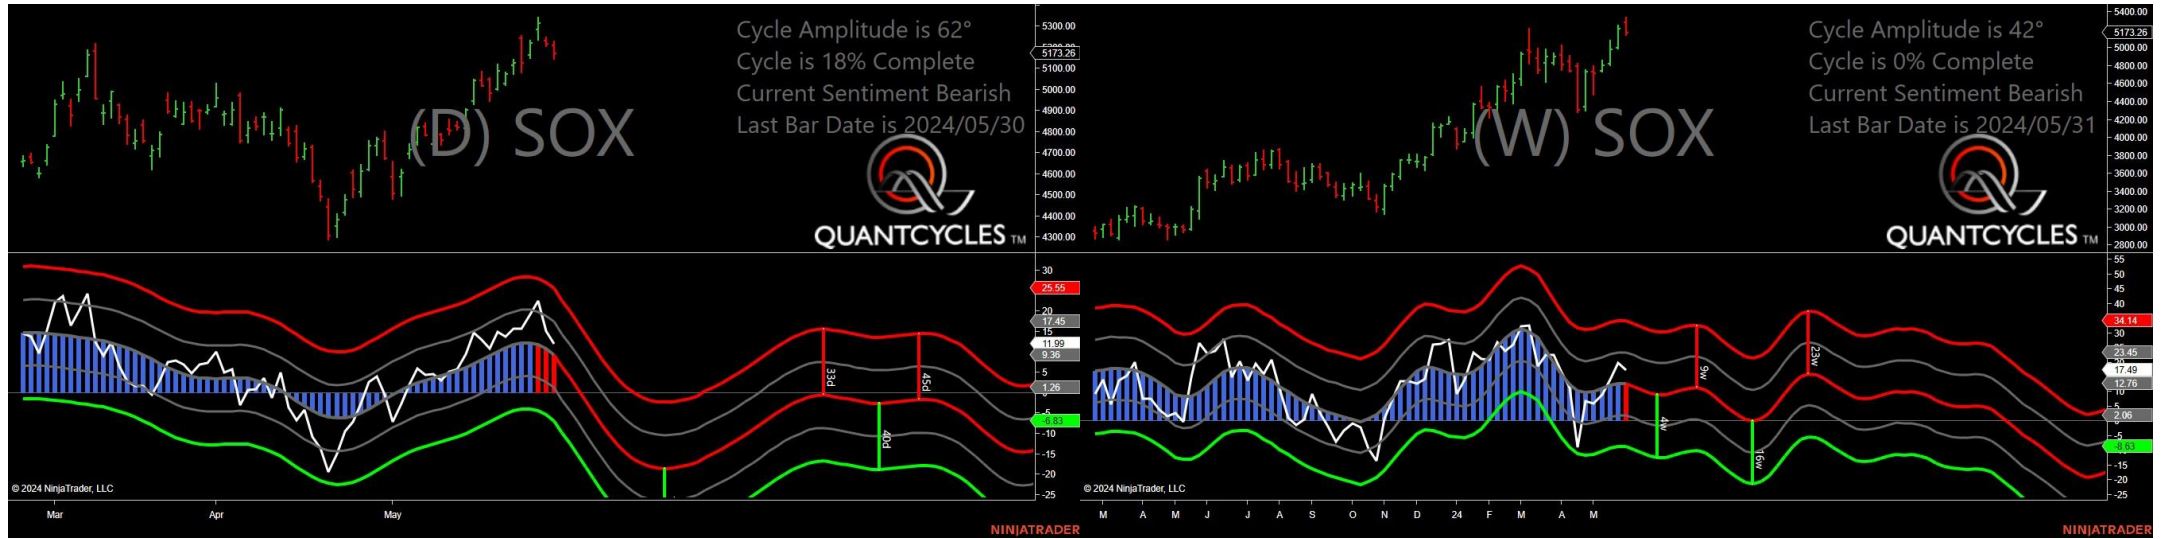 Cycle Amplitude is 62°
Cycle is 18% Complete
Current Sentiment Bearish
Last Bar Date is 2024/05/30
(D) SOX
QUANTCYCLES TM
5300.00
5173.26
5100.00
5000.00
4900.00
4800.00
4700.00
4600.00
4500.00
4400.00
4300.00
30
25.55
20
17.45
15
11.99
9.36
5
1.26
-5
-6.83
-10
-15
-20
-25
33d
45d
40d
© 2024 NinjaTrader, LLC
Mar
Apr
May
NINJATRADER
Cycle Amplitude is 42°
Cycle is 0% Complete
Current Sentiment Bearish
Last Bar Date is 2024/05/31
(W) SOX
QUANTCYCLES TM
5400.00
5173.26
5000.00
4800.00
4600.00
4400.00
4200.00
4000.00
3800.00
3600.00
3400.00
3200.00
3000.00
2800.00
55
50
45
40
34.14
30
23.45
17.49
12.76
10
5
2.06
-5
-8.63
-15
-20
-25
9w
23w
4w
16w
© 2024 NinjaTrader, LLC
M A M J J A S O N D 24 F M A M
NINJATRADER